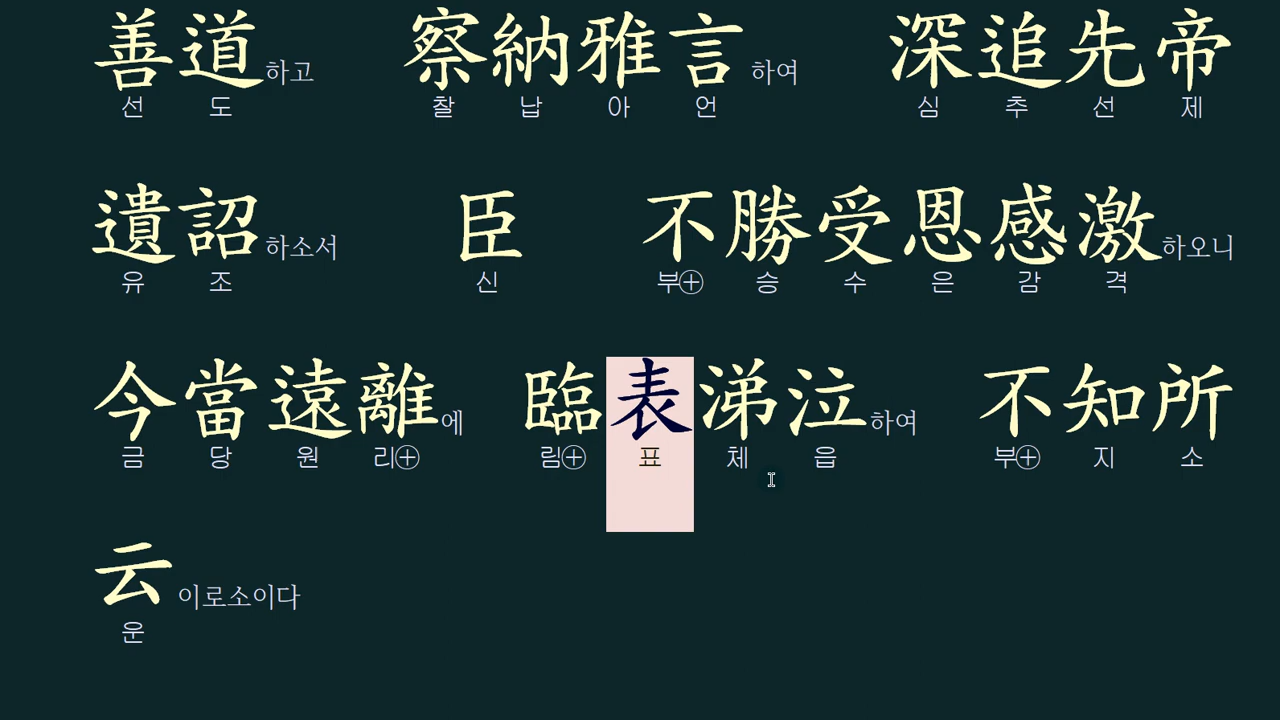 善道하고 察納雅言하여 深追先帝
선 도 찰 납 아 언 심 추 선 제
遺詔하소서 臣 不勝受恩感激하오니
유 조 신 부⊕ 승 수 은 감 격
今當遠離에 臨表涕泣하여 不知所
금 당 원 리⊕ 림⊕ 표 체 읍 부⊕ 지 소
云이로소이다
운